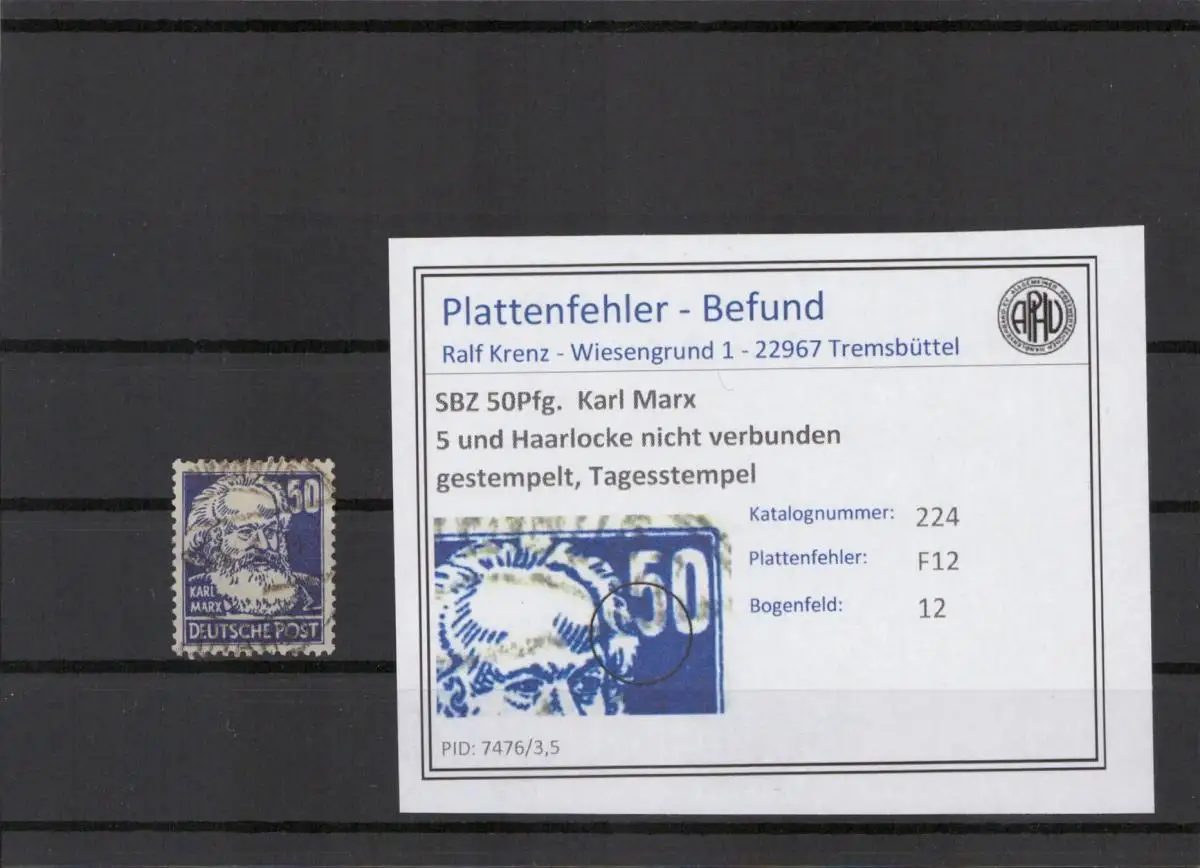 50
KARL
MARX
DEUTSCHE POST
Plattenfehler - Befund
Ralf Krenz - Wiesengrund 1 - 22967 Tremsbüttel
APHV
SBZ 50Pfg. Karl Marx
5 und Haarlocke nicht verbunden
gestempelt, Tagesstempel
Katalognummer: 224
Plattenfehler: F12
Bogenfeld: 12
50
PID: 7476/3,5